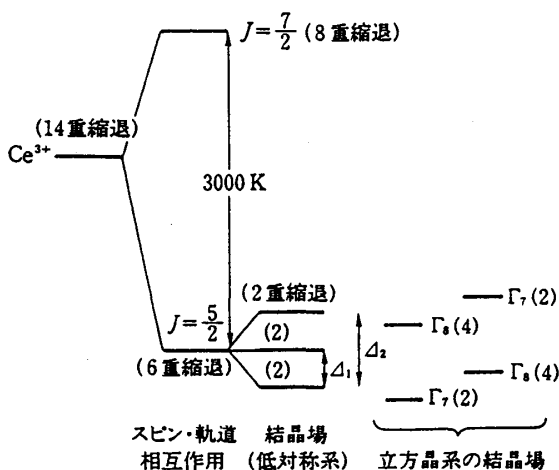 J=7/2 (8重縮退)
(14重縮退)
Ce³⁺
3000 K
(2重縮退)
J=5/2
(2)
(6重縮退)
(2)
Δ₁
Δ₂
Γ₇(2)
Γ₈(4)
Γ₈(4)
Γ₇(2)
スピン・軌道
相互作用
結晶場
(低対称系)
立方晶系の結晶場